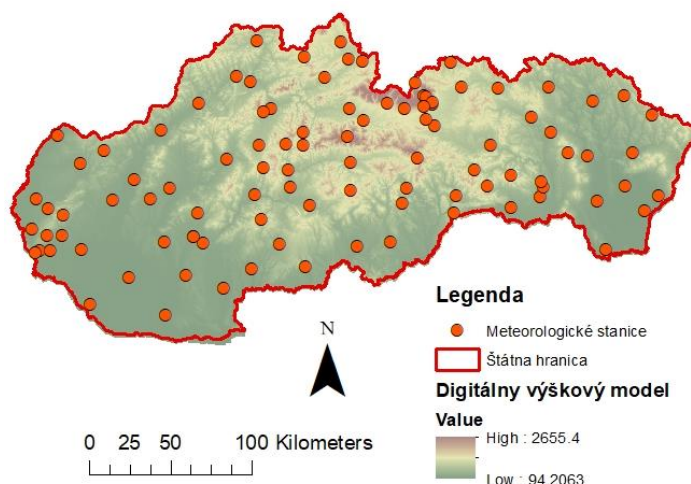 Legenda
Meteorologické stanice
Štátna hranica
Digitálny výškový model
Value
High : 2655.4
Low : 94.2063
N
0 25 50 100 Kilometers